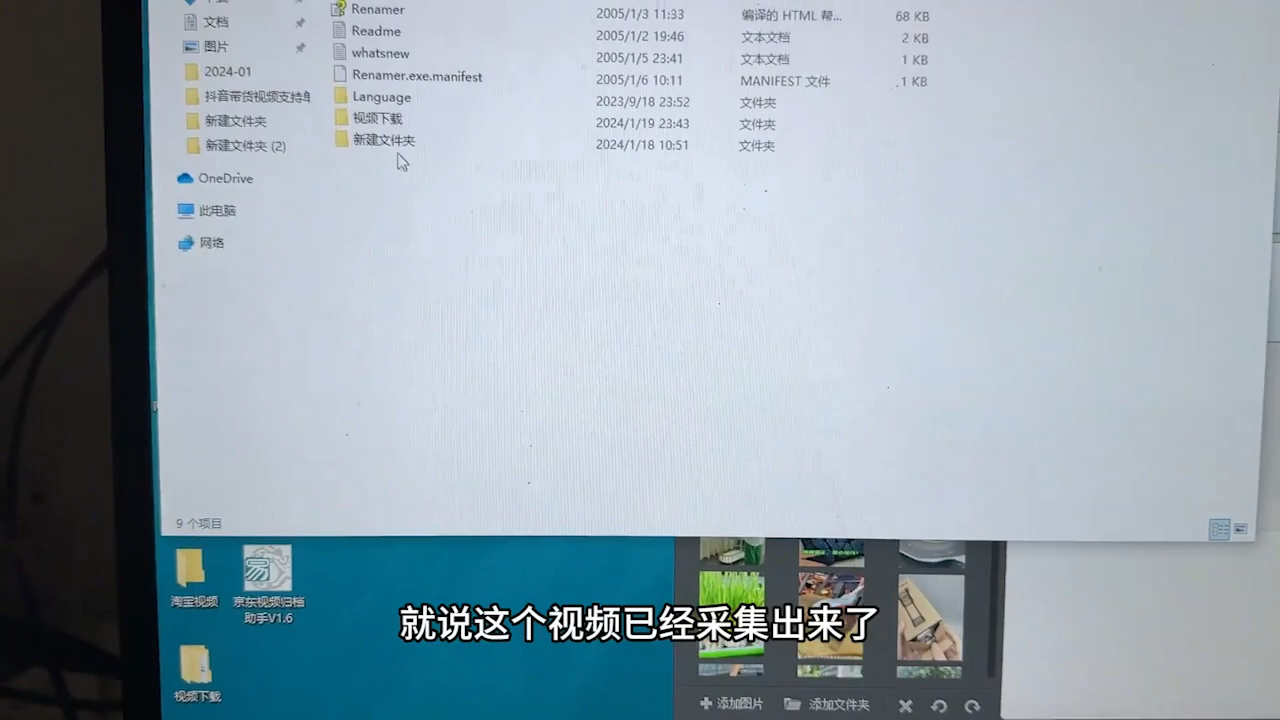 Renamer 2005/1/3 11:33 编译的 HTML 帮... 68 KB
文档
Readme 2005/1/2 19:46 文本文档 2 KB
图片
whatsnew 2005/1/5 23:41 文本文档 1 KB
2024-01
Renamer.exe.manifest 2005/1/6 10:11 MANIFEST 文件 1 KB
抖音带货视频支持
Language 2023/9/18 23:52 文件夹
新建文件夹
视频下载 2024/1/19 23:43 文件夹
新建文件夹 (2)
新建文件夹 2024/1/18 10:51 文件夹
OneDrive
此电脑
网络
9 个项目
淘宝视频
京东视频归档
助手V1.6
就说这个视频已经采集出来了
视频下载
添加图片 添加文件夹